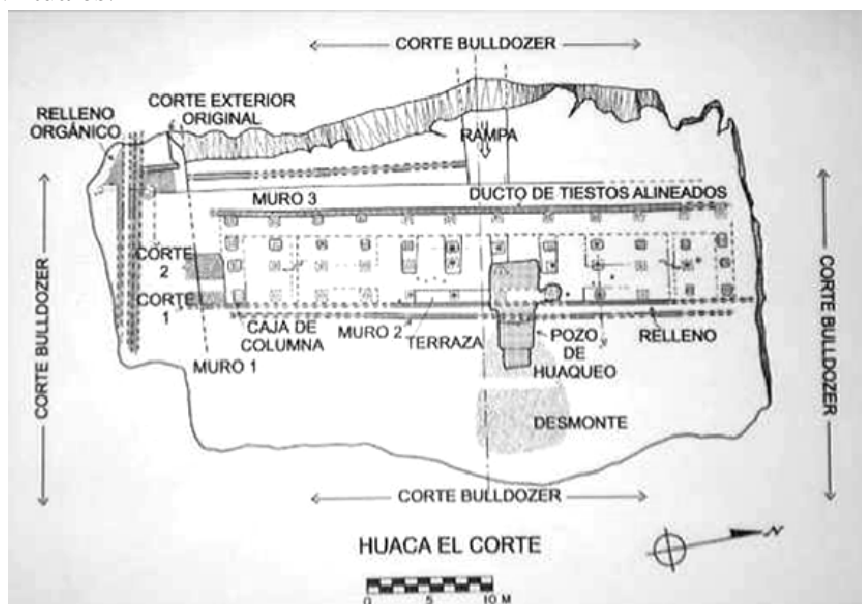 CORTE BULLDOZER
RELLENO
ORGÁNICO
CORTE EXTERIOR
ORIGINAL
RAMPA
MURO 3
DUCTO DE TIESTOS ALINEADOS
CORTE BULLDOZER
CORTE
2
CORTE
1
CAJA DE
COLUMNA
MURO 2
TERRAZA
POZO
DE
HUAQUEO
RELLENO
MURO 1
CORTE BULLDOZER
DESMONTE
CORTE BULLDOZER
HUACA EL CORTE
N
0 5 10 M